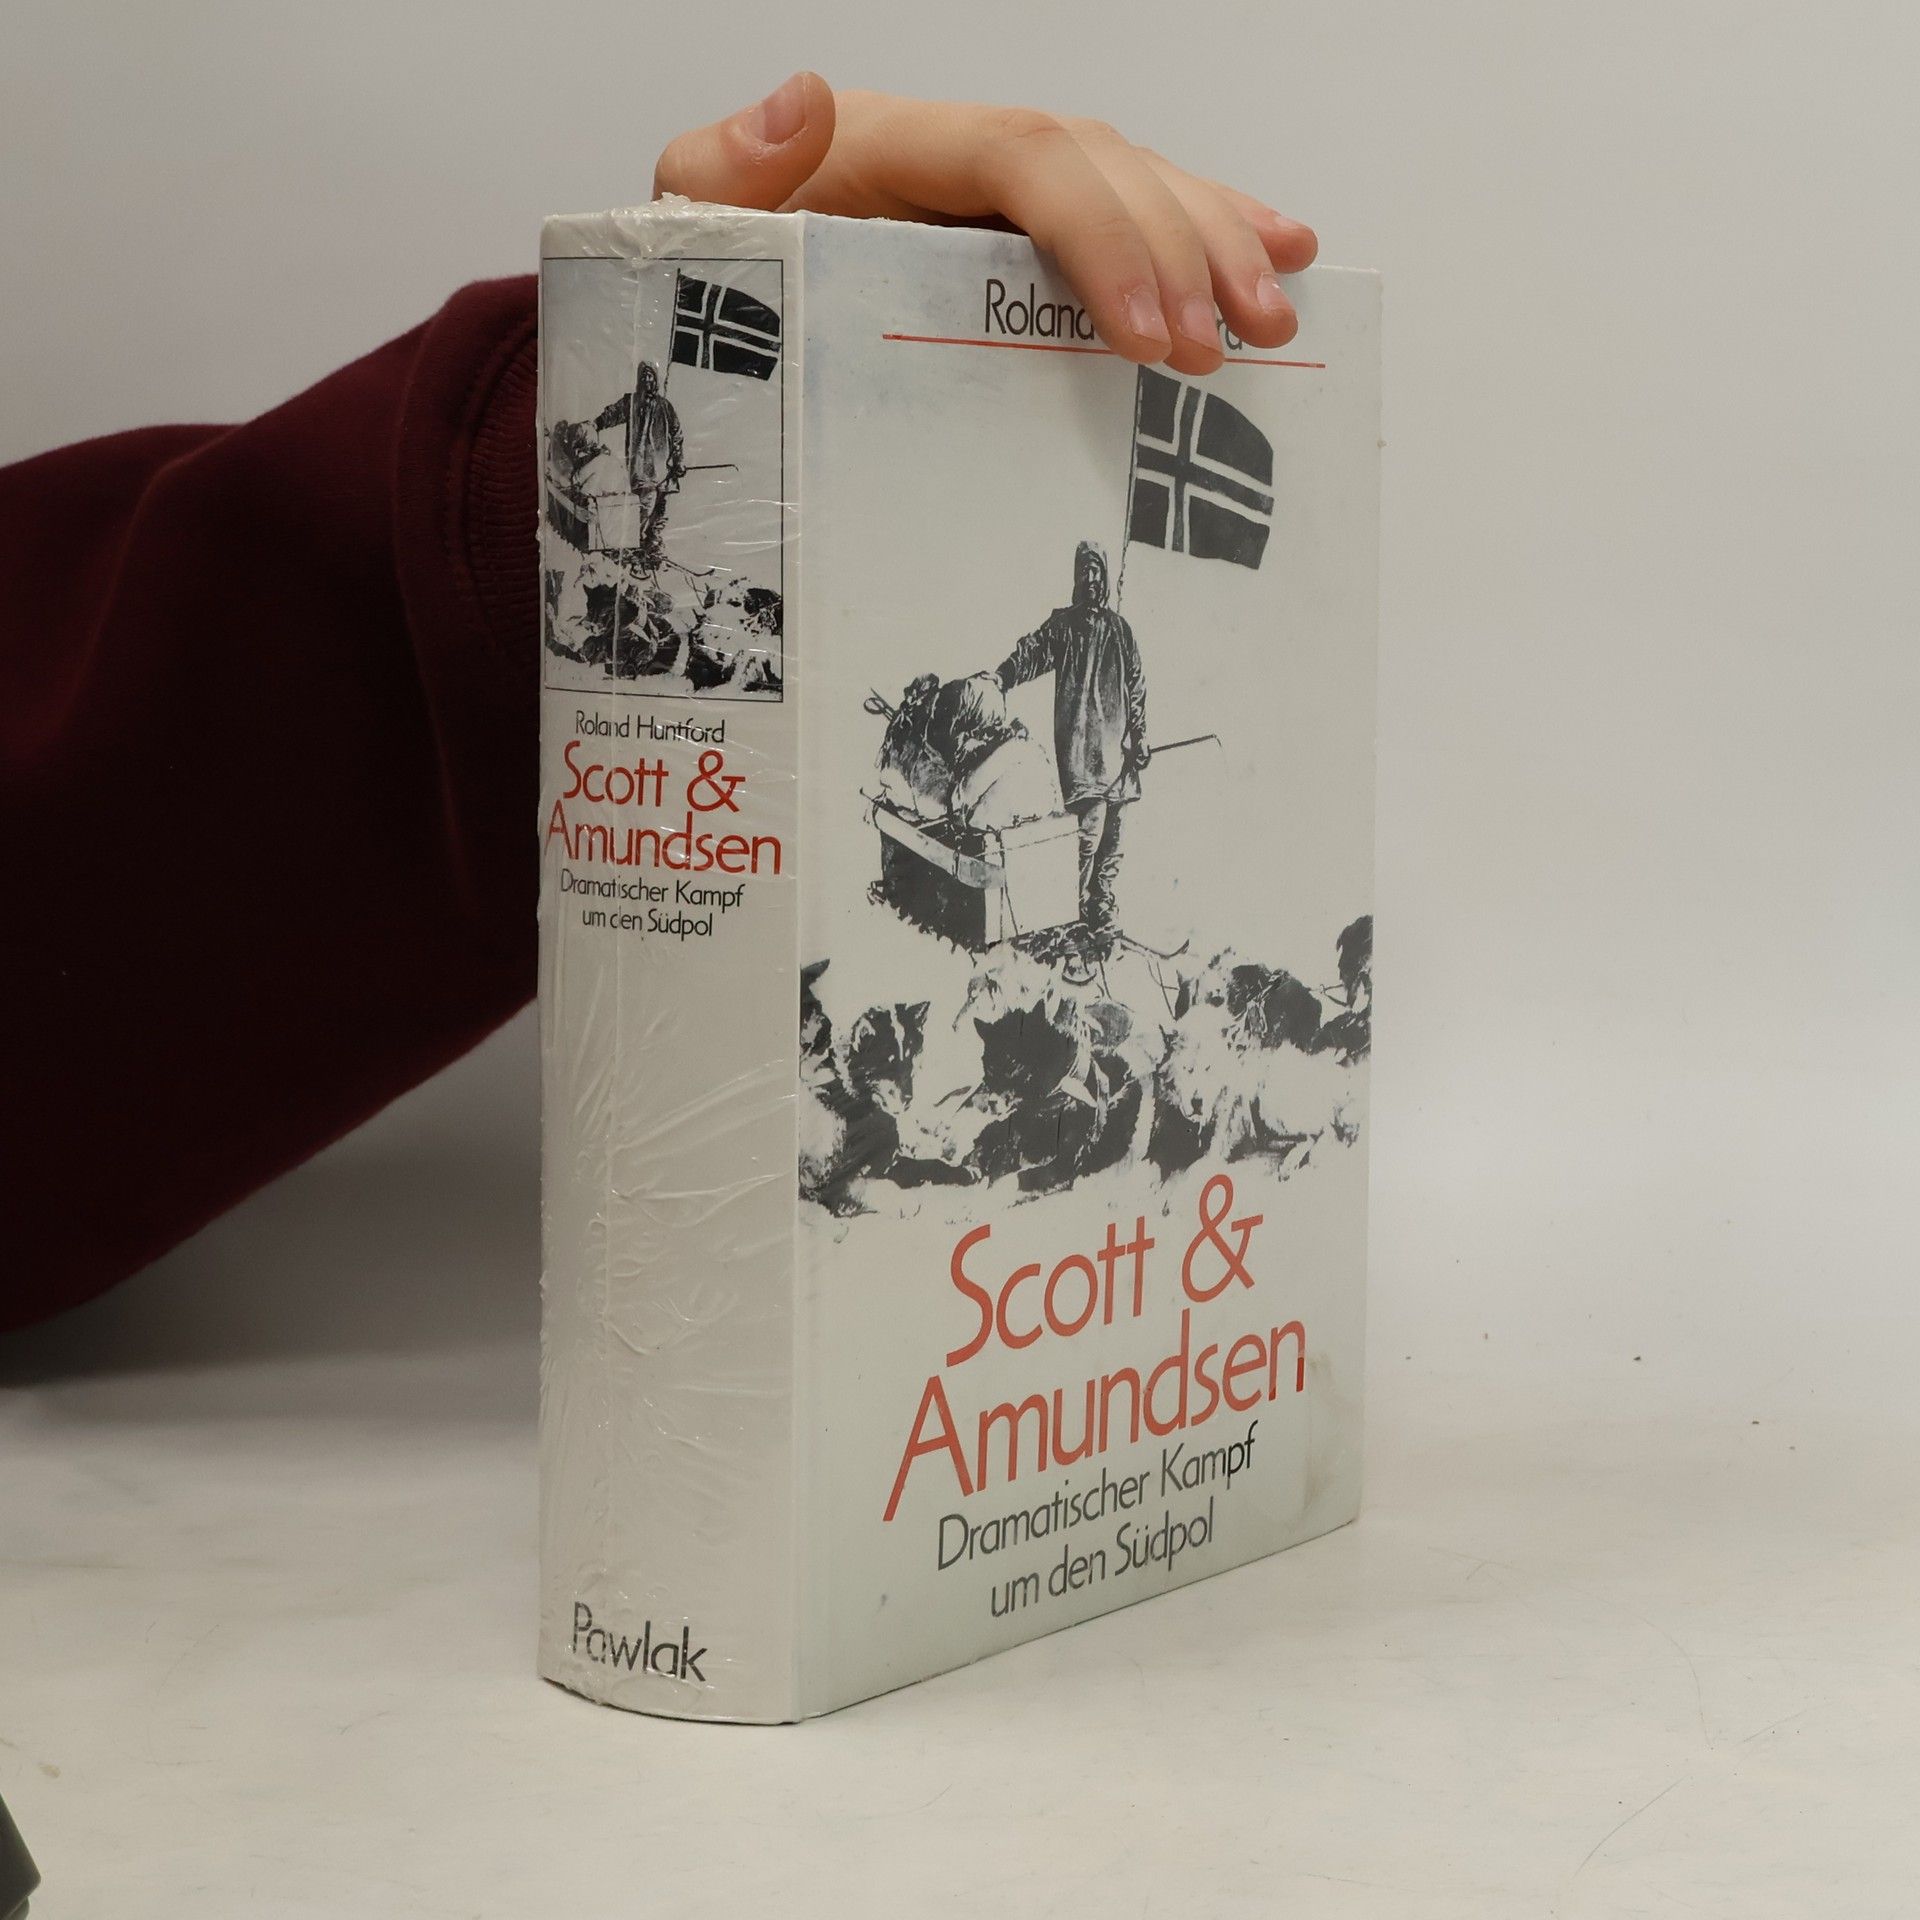 Roland Huntford
Scott &
Amundsen
Dramatischer Kampf
um den Südpol
Pawlak
Roland
Scott &
Amundsen
Dramatischer Kampf
um den Südpol